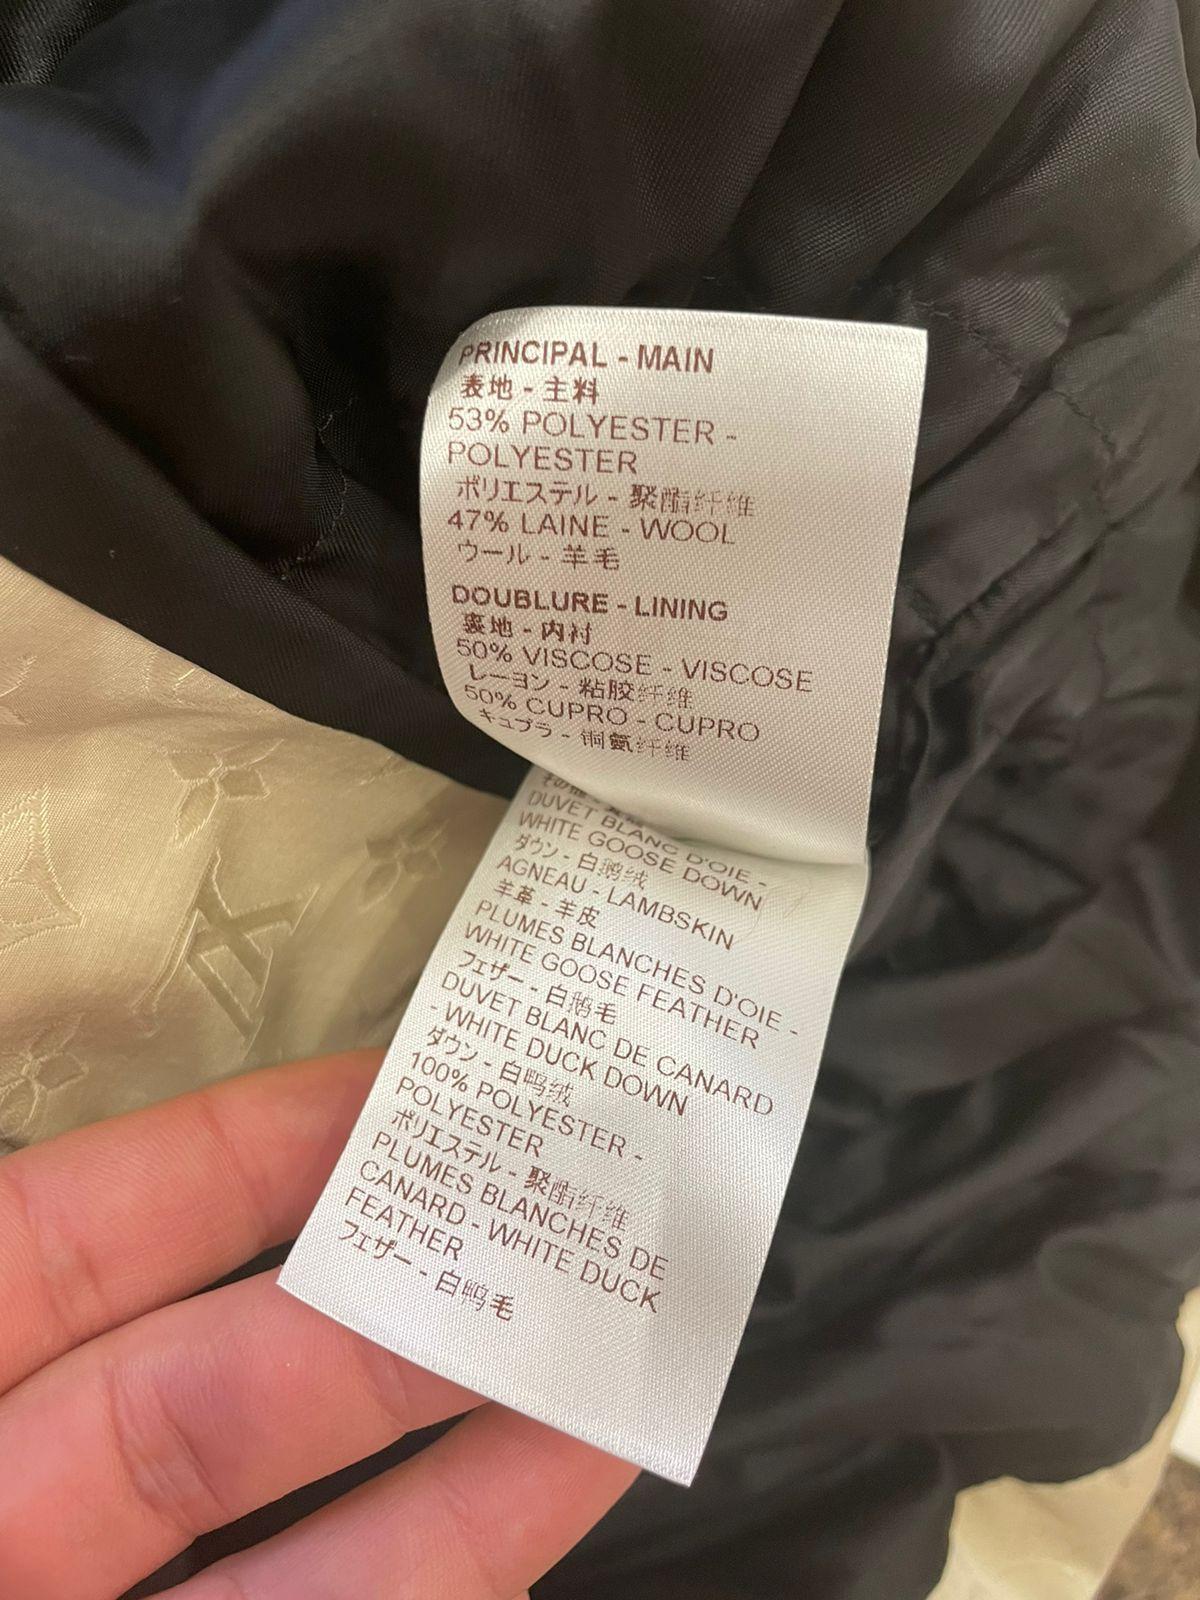 PRINCIPAL - MAIN
表地 - 主料
53% POLYESTER -
POLYESTER
ポリエステル - 聚酯纤维
47% LAINE - WOOL
ウール - 羊毛
DOUBLURE - LINING
裏地 - 内衬
50% VISCOSE - VISCOSE
レーヨン - 粘胶纤维
50% CUPRO - CUPRO
キュプラ - 铜氨纤维
その他 -
DUVET BLANC D'OIE -
WHITE GOOSE DOWN
ダウン - 白鹅绒
AGNEAU - LAMBSKIN
羊革 - 羊皮
PLUMES BLANCHES D'OIE -
WHITE GOOSE FEATHER
フェザー - 白鹅毛
DUVET BLANC DE CANARD
- WHITE DUCK DOWN
ダウン - 白鸭绒
100% POLYESTER -
POLYESTER
ポリエステル - 聚酯纤维
PLUMES BLANCHES DE
CANARD - WHITE DUCK
FEATHER
フェザー - 白鸭毛
LV